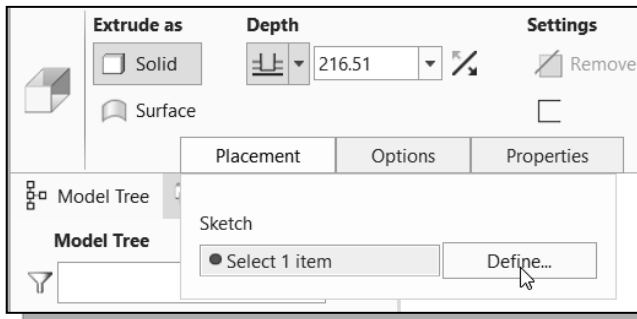 Extrude as Depth Settings
Solid 216.51 Remove
Surface
Placement Options Properties
Model Tree
Sketch
Model Tree
Select 1 item Define...